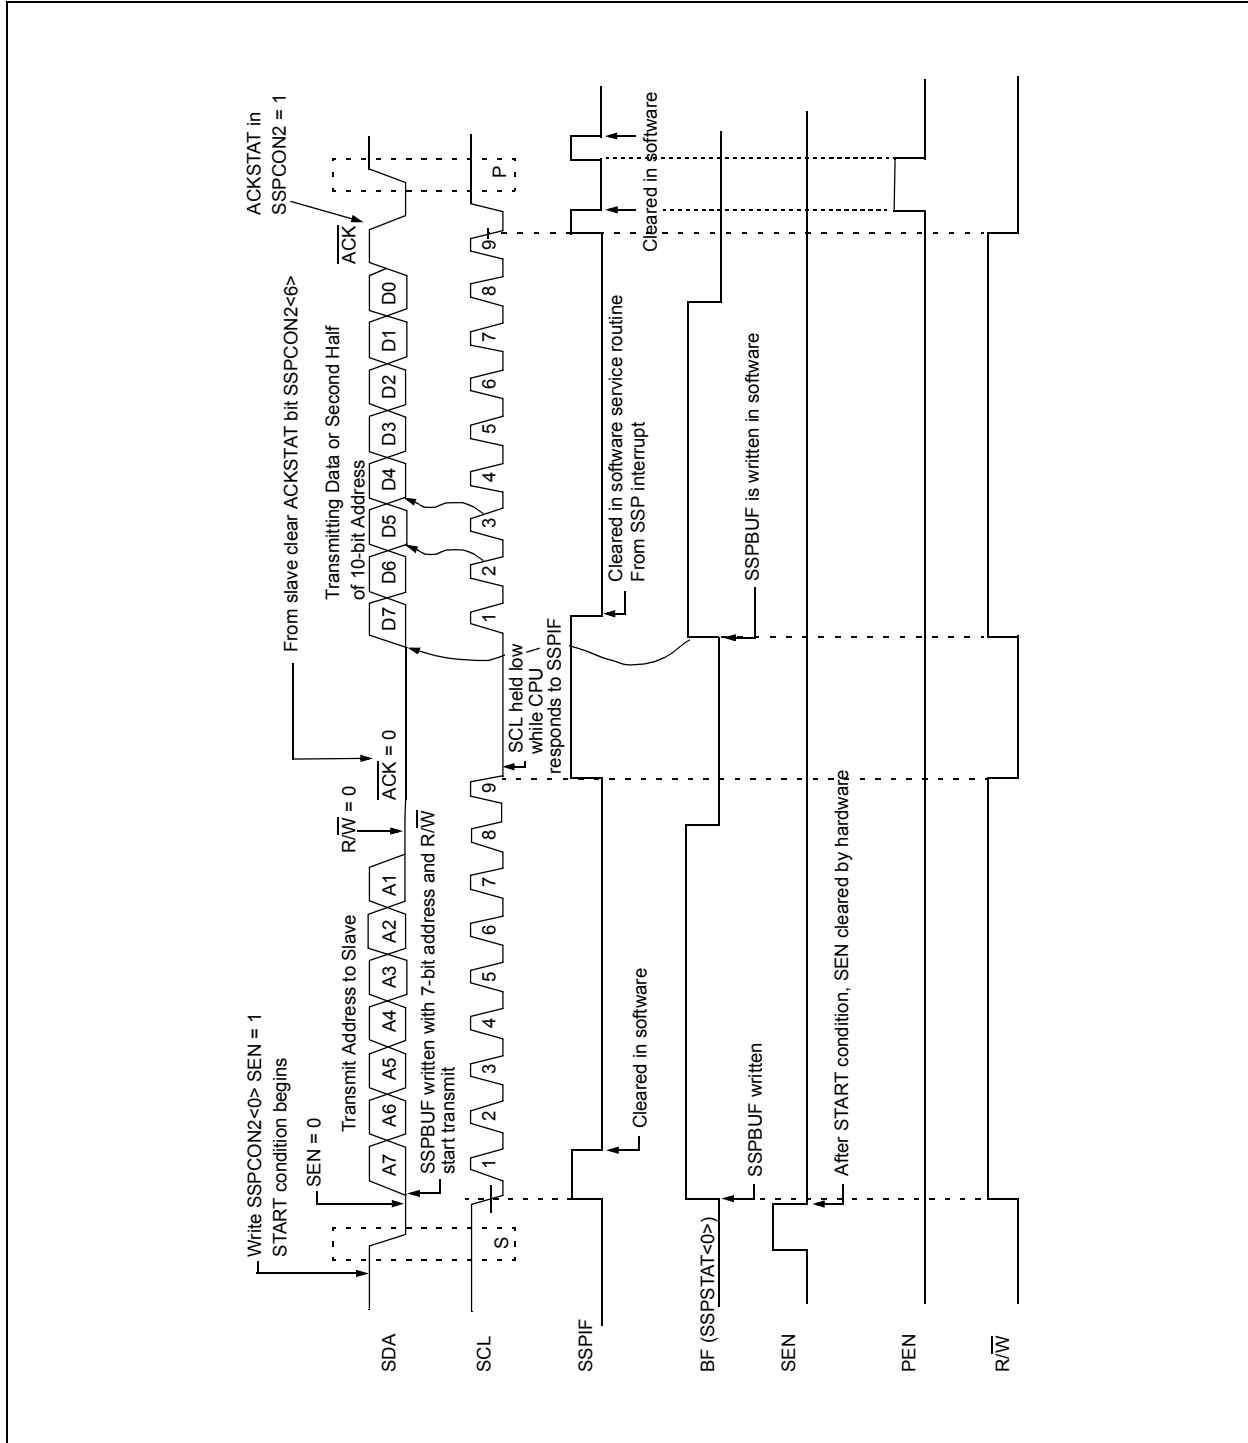 Write SSPCON2<0> SEN = 1
START condition begins
From slave clear ACKSTAT bit SSPCON2<6>
ACKSTAT in
SSPCON2 = 1
SEN = 0
Transmit Address to Slave
R/W = 0
Transmitting Data or Second Half
of 10-bit Address
ACK = 0
ACK
SDA
A7 A6 A5 A4 A3 A2 A1
D7 D6 D5 D4 D3 D2 D1 D0
SSPBUF written with 7-bit address and R/W
start transmit
SCL
S
1 2 3 4 5 6 7 8 9
1 2 3 4 5 6 7 8 9
P
SCL held low
while CPU
responds to SSPIF
SSPIF
Cleared in software
Cleared in software service routine
From SSP interrupt
Cleared in software
Cleared in software
BF (SSPSTAT<0>)
SSPBUF written
SSPBUF is written in software
SEN
After START condition, SEN cleared by hardware
PEN
R/W